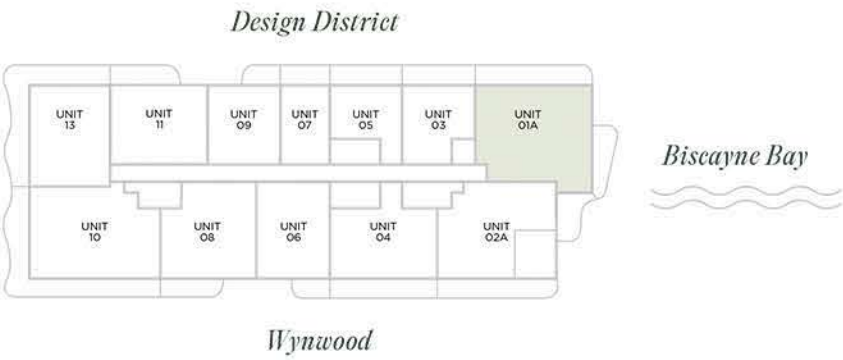 Design District
UNIT
13
UNIT
11
UNIT
09
UNIT
07
UNIT
05
UNIT
03
UNIT
01A
Biscayne Bay
UNIT
10
UNIT
08
UNIT
06
UNIT
04
UNIT
02A
Wynwood